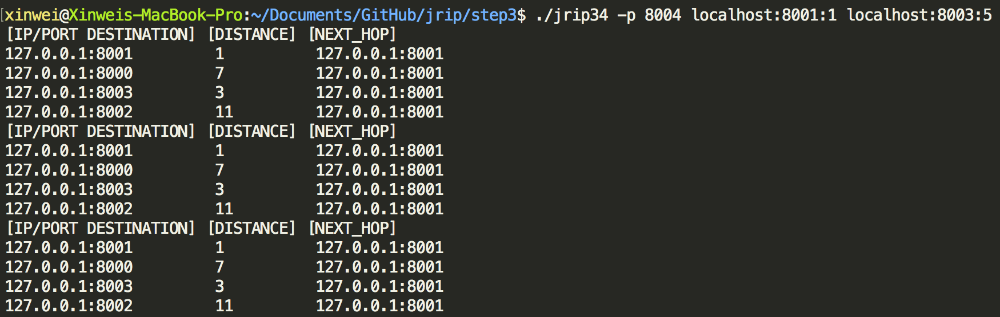 [xinwei@Xinweis-MacBook-Pro:~/Documents/GitHub/jrip/step3$ ./jrip34 -p 8004 localhost:8001:1 localhost:8003:5
[IP/PORT DESTINATION] [DISTANCE] [NEXT_HOP]
127.0.0.1:8001         1          127.0.0.1:8001
127.0.0.1:8000         7          127.0.0.1:8001
127.0.0.1:8003         3          127.0.0.1:8001
127.0.0.1:8002         11         127.0.0.1:8001
[IP/PORT DESTINATION] [DISTANCE] [NEXT_HOP]
127.0.0.1:8001         1          127.0.0.1:8001
127.0.0.1:8000         7          127.0.0.1:8001
127.0.0.1:8003         3          127.0.0.1:8001
127.0.0.1:8002         11         127.0.0.1:8001
[IP/PORT DESTINATION] [DISTANCE] [NEXT_HOP]
127.0.0.1:8001         1          127.0.0.1:8001
127.0.0.1:8000         7          127.0.0.1:8001
127.0.0.1:8003         3          127.0.0.1:8001
127.0.0.1:8002         11         127.0.0.1:8001